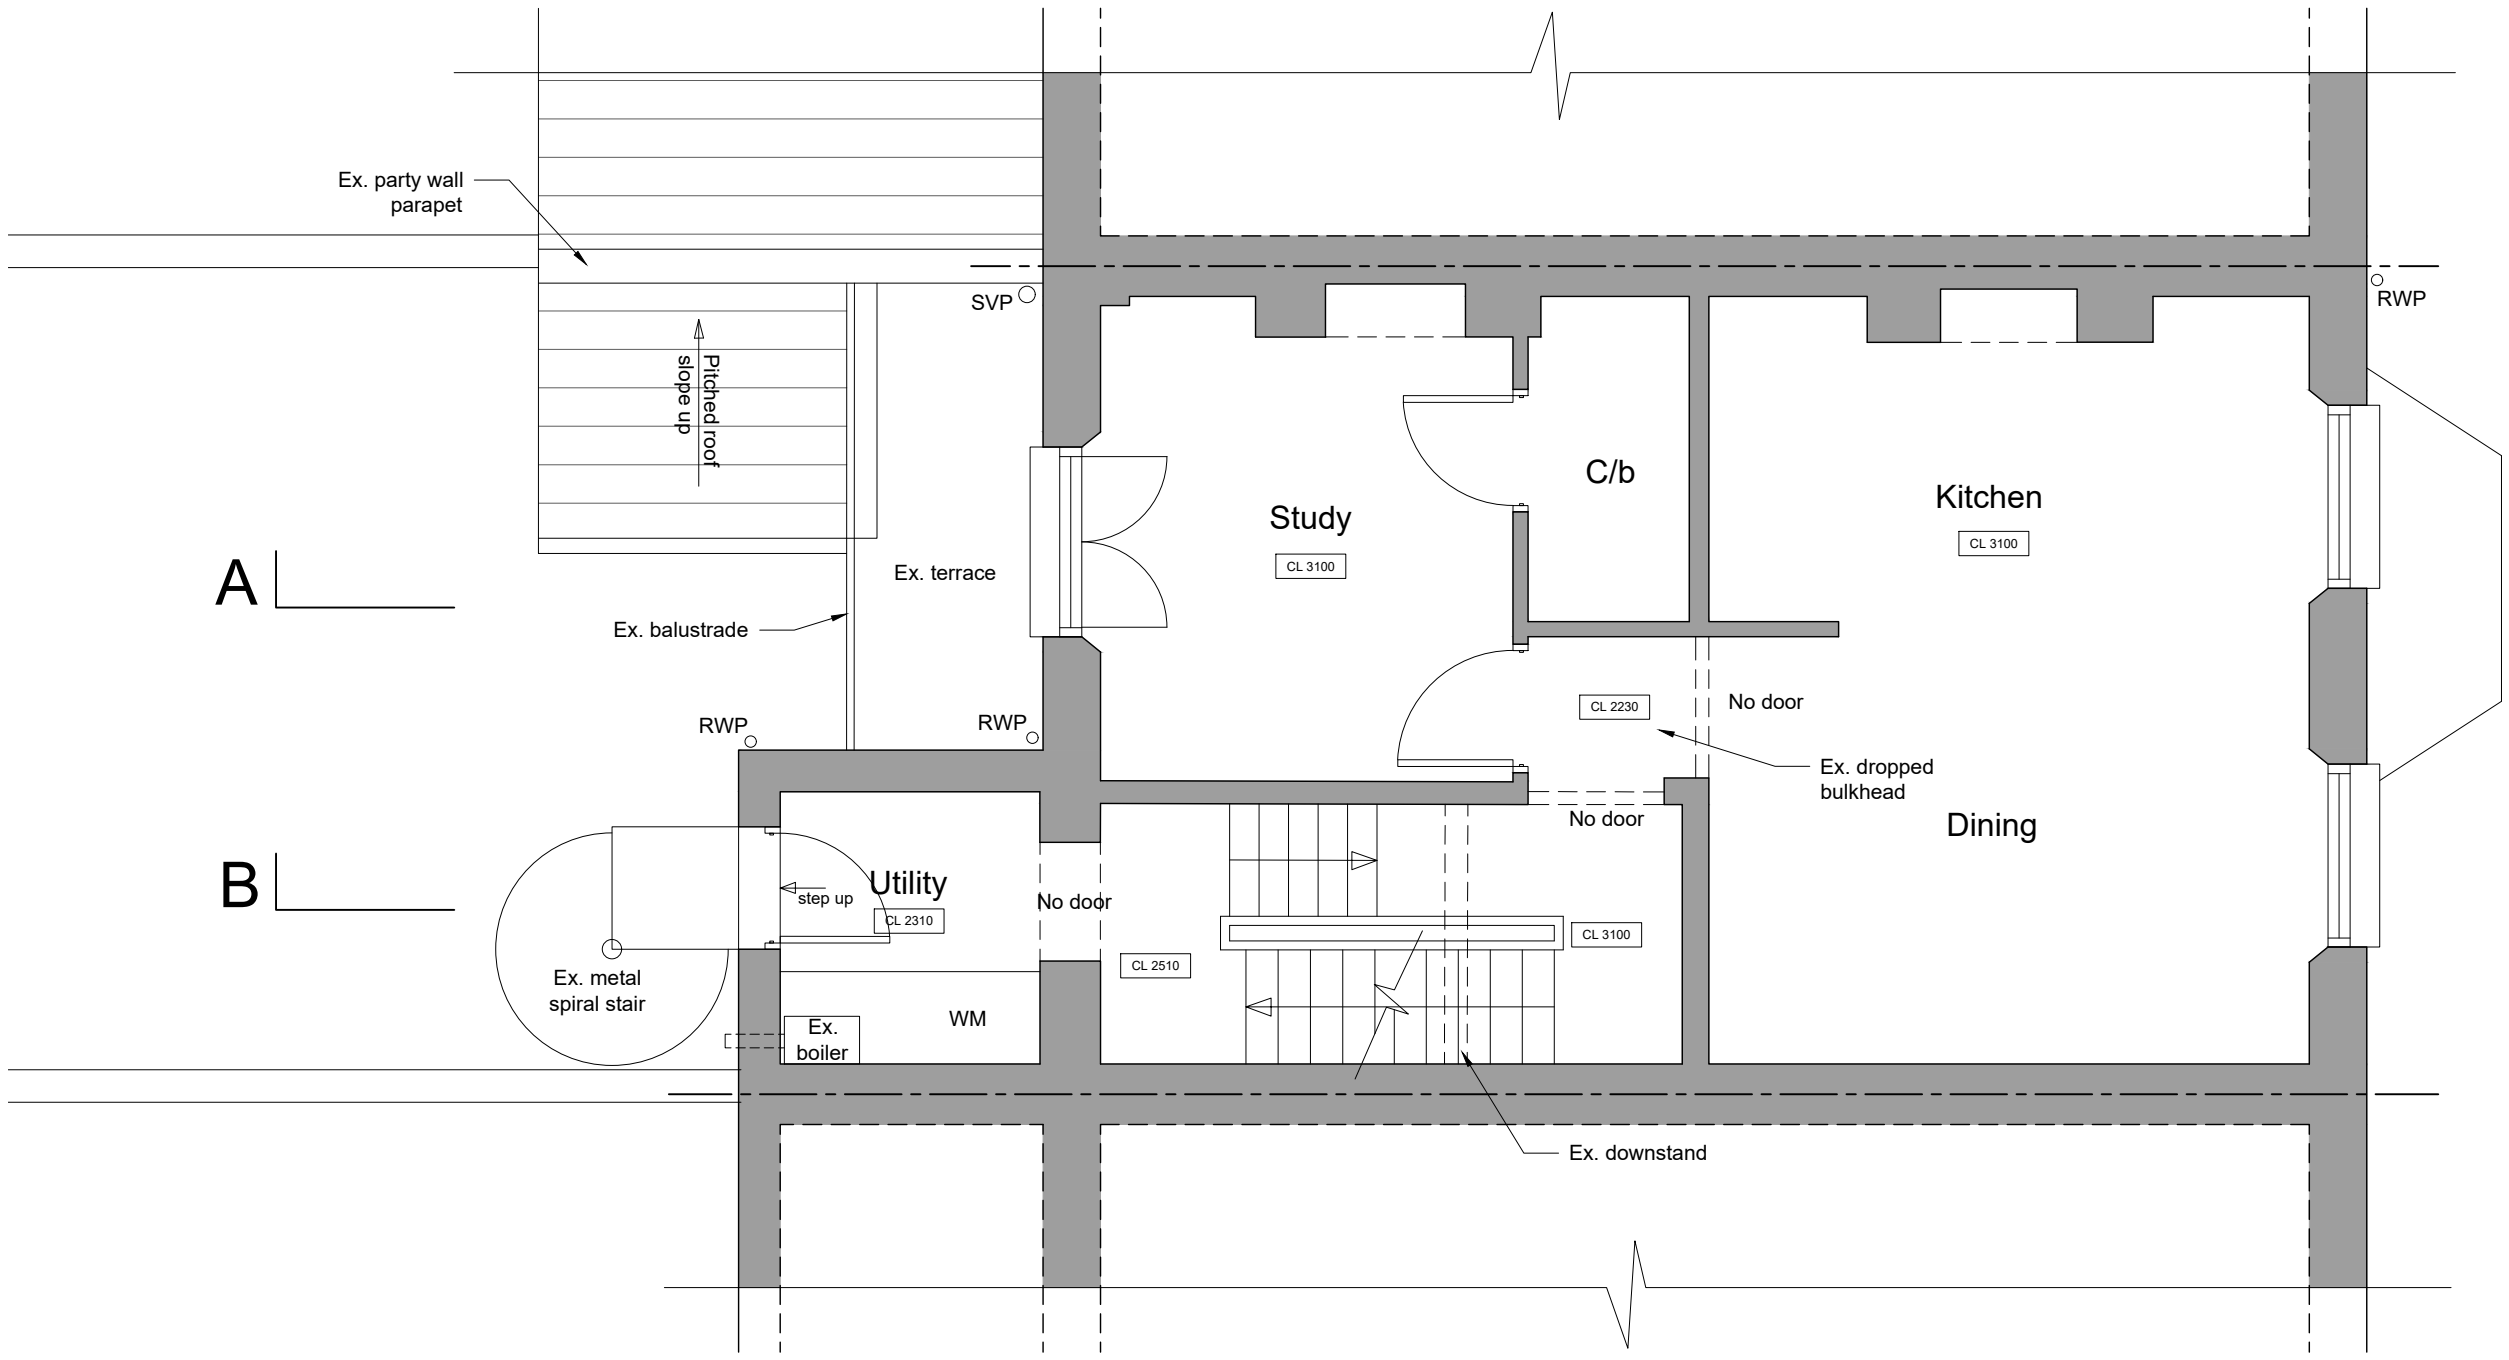 Ex. party wall
parapet
SVP
RWP
Pitched roof
slope up
C/b
Kitchen
CL 3100
Study
CL 3100
A
Ex. terrace
Ex. balustrade
RWP
RWP
CL 2230
No door
Ex. dropped
bulkhead
No door
Dining
B
Utility
step up
CL 2310
No door
CL 3100
CL 2510
Ex. metal
spiral stair
WM
Ex.
boiler
Ex. downstand